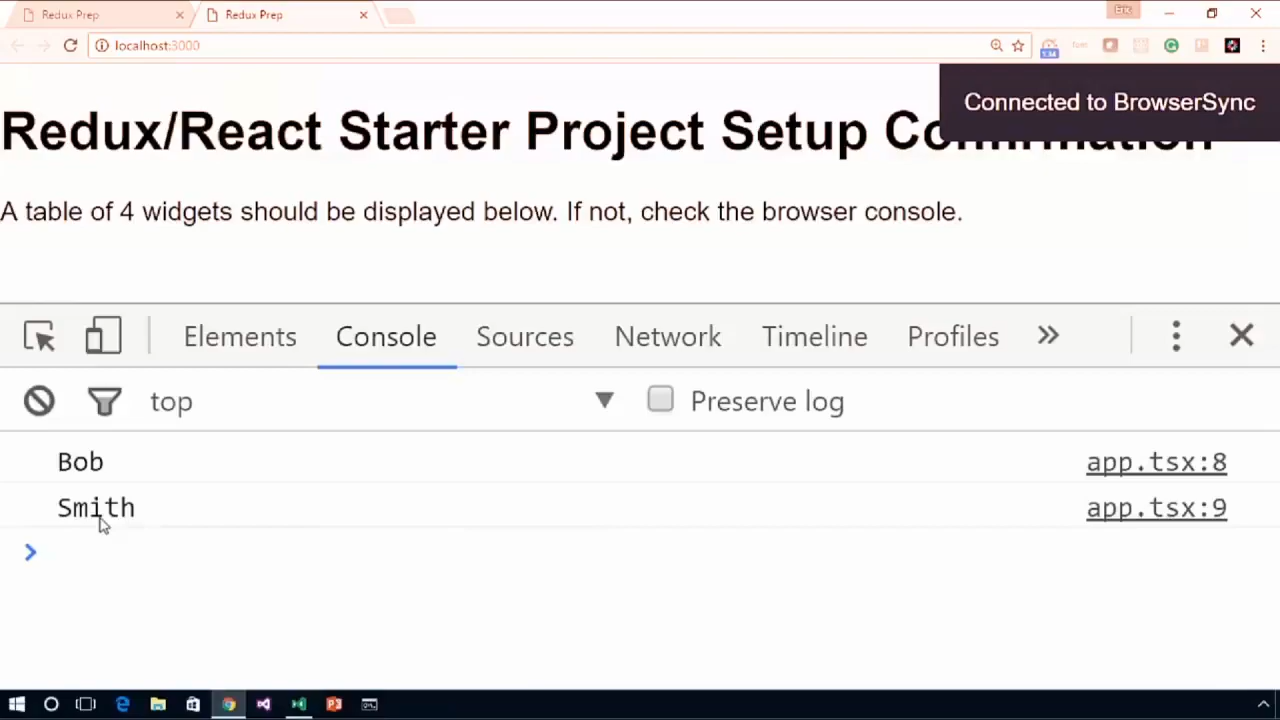 Redux Prep
Redux Prep
Eric
localhost:3000
Connected to BrowserSync
Redux/React Starter Project Setup Confirmation
A table of 4 widgets should be displayed below. If not, check the browser console.
Elements Console Sources Network Timeline Profiles »
top Preserve log
Bob app.tsx:8
Smith app.tsx:9